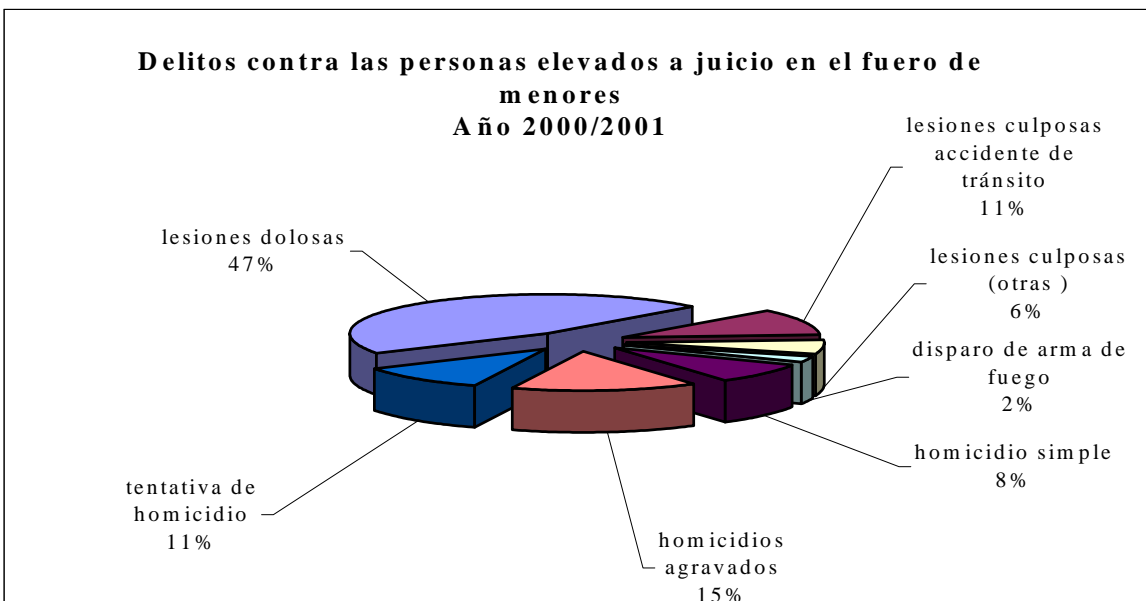 Delitos contra las personas elevados a juicio en el fuero de
menores
Año 2000/2001
lesiones culposas
accidente de
tránsito
11%
lesiones dolosas
47%
lesiones culposas
(otras )
6%
disparo de arma de
fuego
2%
homicidio simple
8%
tentativa de
homicidio
11%
homicidios
agravados
15%